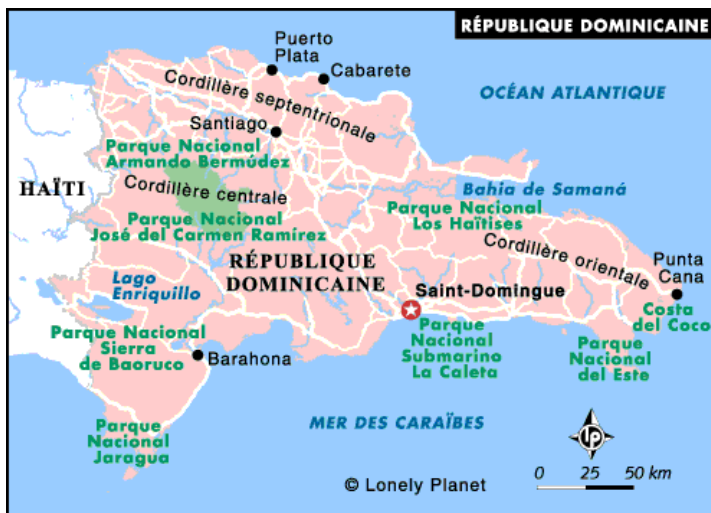 RÉPUBLIQUE DOMINICAINE
Puerto
Plata
Cabarete
OCÉAN ATLANTIQUE
Cordillère septentrionale
Santiago
Parque Nacional
Armando Bermúdez
HAÏTI
Cordillère centrale
Bahia de Samaná
Parque Nacional
Los Haïtises
Parque Nacional
José del Carmen Ramírez
Cordillère orientale
Punta
Cana
RÉPUBLIQUE
DOMINICAINE
Lago
Enriquillo
Saint-Domingue
Costa
del Coco
Parque Nacional
Sierra
de Baoruco
Barahona
Parque
Nacional
Submarino
La Caleta
Parque
Nacional
del Este
Parque
Nacional
Jaragua
MER DES CARAÏBES
lp
0 25 50 km
© Lonely Planet